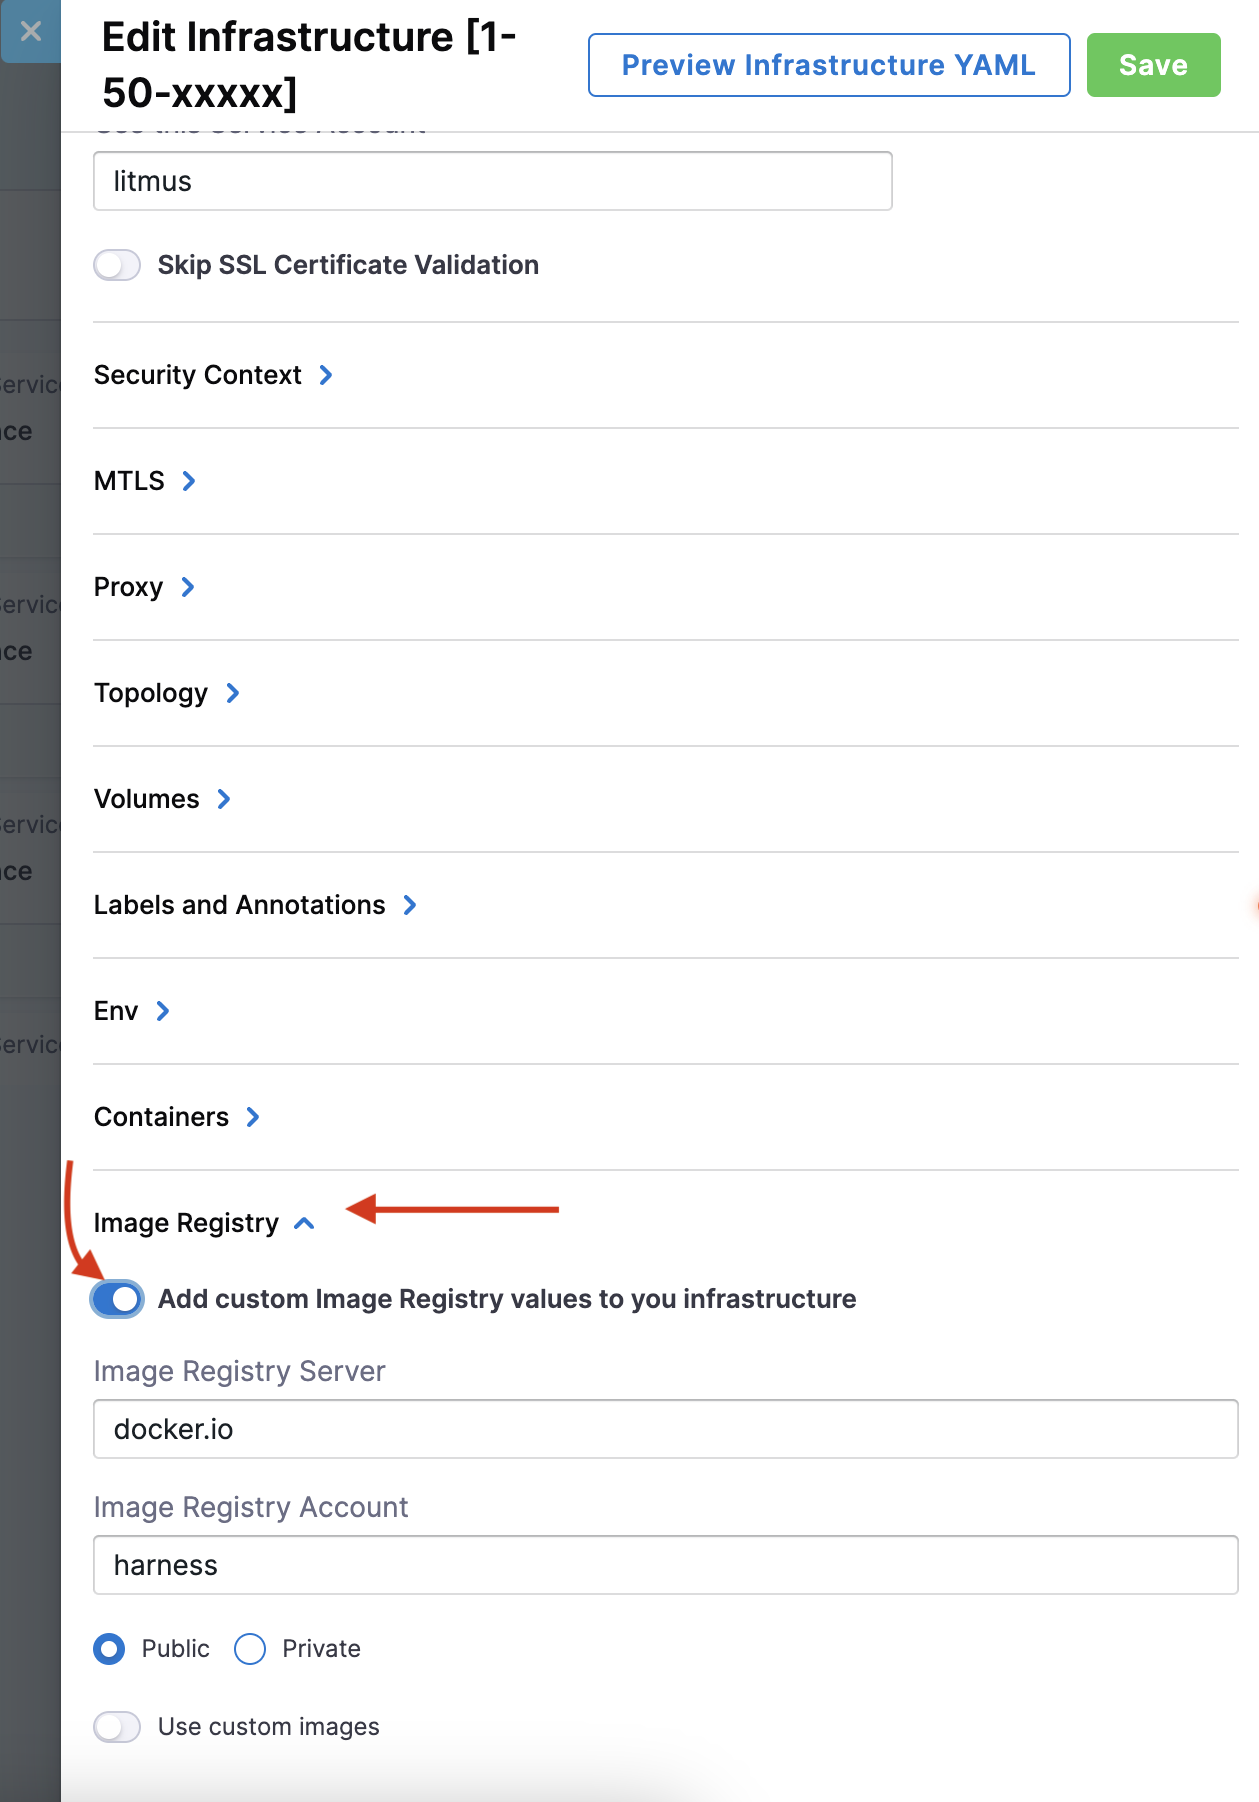 Edit Infrastructure [1-
50-xxxxx]
Preview Infrastructure YAML
Save
litmus
Skip SSL Certificate Validation
Security Context
MTLS
Proxy
Topology
Volumes
Labels and Annotations
Env
Containers
Image Registry
Add custom Image Registry values to you infrastructure
Image Registry Server
docker.io
Image Registry Account
harness
Public
Private
Use custom images